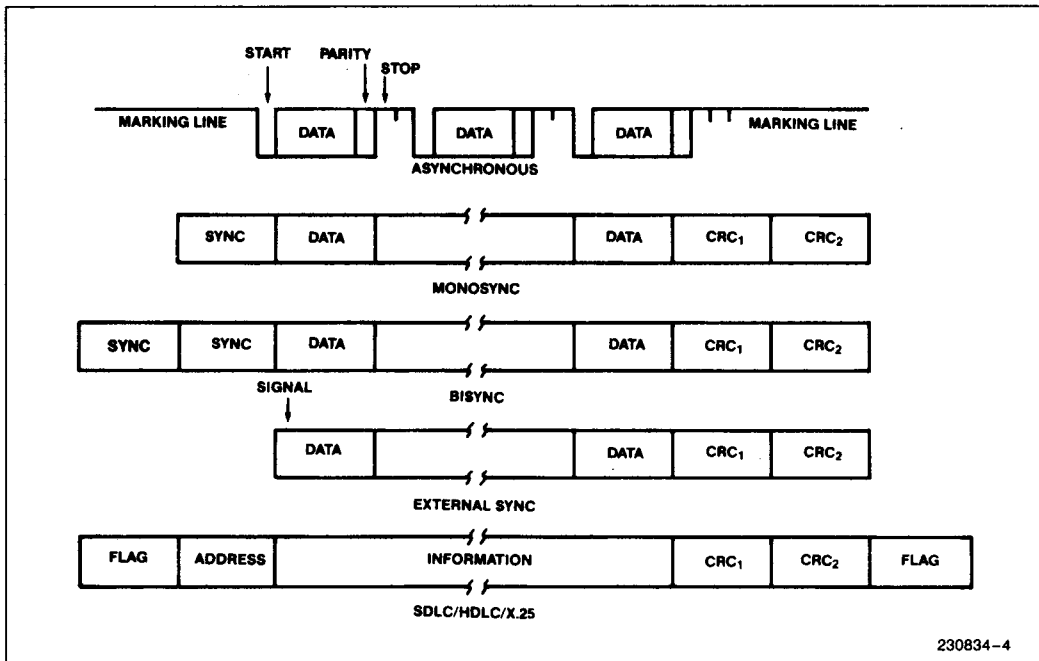 START PARITY STOP
MARKING LINE DATA DATA DATA MARKING LINE
ASYNCHRONOUS
SYNC DATA DATA CRC₁ CRC₂
MONOSYNC
SYNC SYNC DATA DATA CRC₁ CRC₂
BISYNC
SIGNAL
DATA DATA CRC₁ CRC₂
EXTERNAL SYNC
FLAG ADDRESS INFORMATION CRC₁ CRC₂ FLAG
SDLC/HDLC/X.25
230834-4